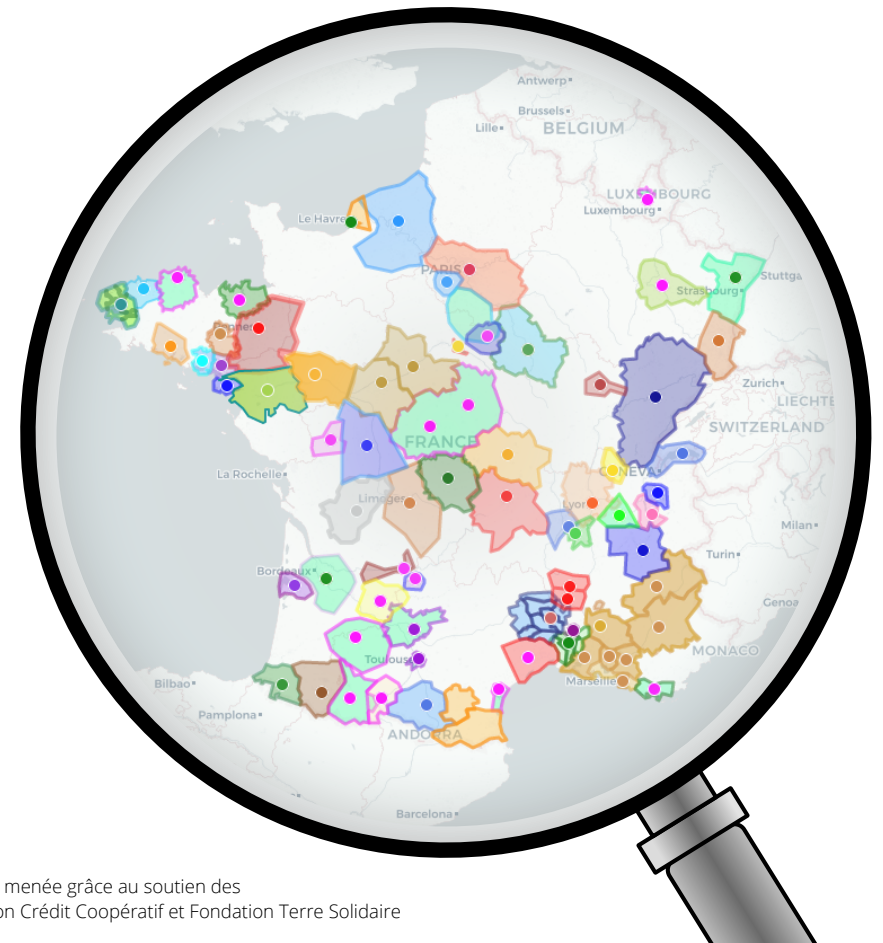 Antwerp
Brussels
Lille
BELGIUM
LUXEMBOURG
Luxembourg
Le Havre
PARIS
Stuttga
Strasbourg
Zurich
LIECHTE
SWITZERLAND
FRANCE
GENEVA
La Rochelle
Limoges
Lyon
Milan
Turin
Bordeaux
Genoa
MONACO
Toulouse
Marseille
Bilbao
Pamplona
ANDORRA
Barcelona
menée grâce au soutien des
on Crédit Coopératif et Fondation Terre Solidaire